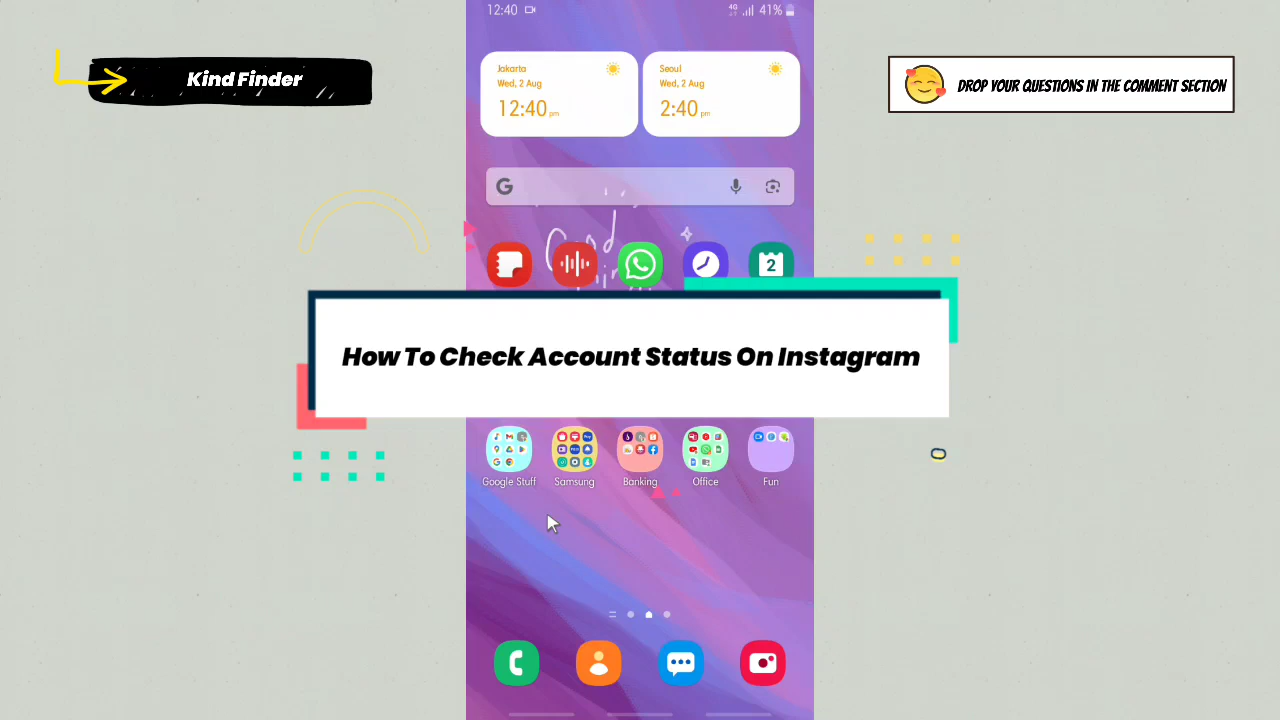 12:40
4G 41%
Kind Finder
DROP YOUR QUESTIONS IN THE COMMENT SECTION
Jakarta
Wed, 2 Aug
12:40 pm
Seoul
Wed, 2 Aug
2:40 pm
G
Good
2
How To Check Account Status On Instagram
Google Stuff
Samsung
Banking
Office
Fun